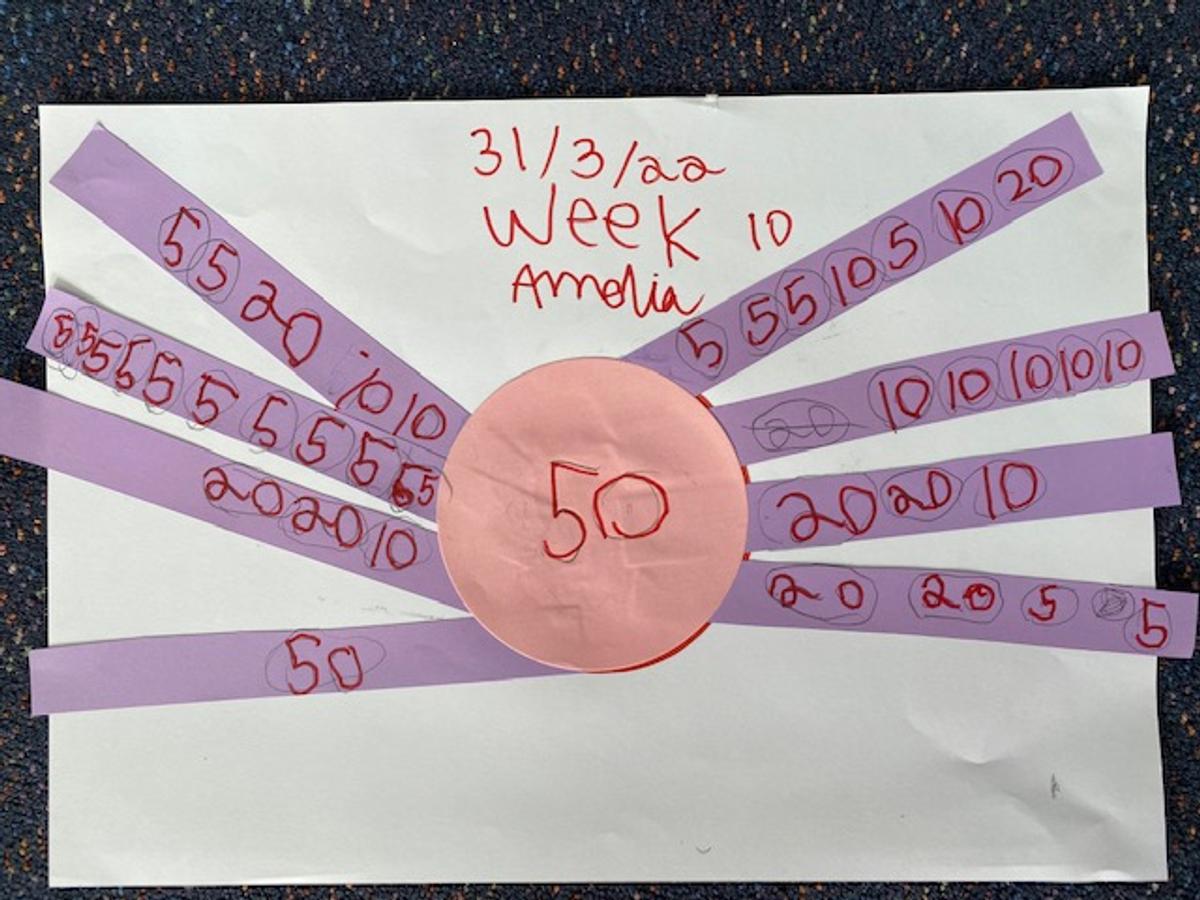 31/3/22
Week 10
Amelia
5 5 20 10 10
5 5 5 5 5 5 5 5 5 5
20 20 10
50
50
5 5 5 10 5 10 20
20 10 10 10 10 10
20 20 10
20 20 5 5